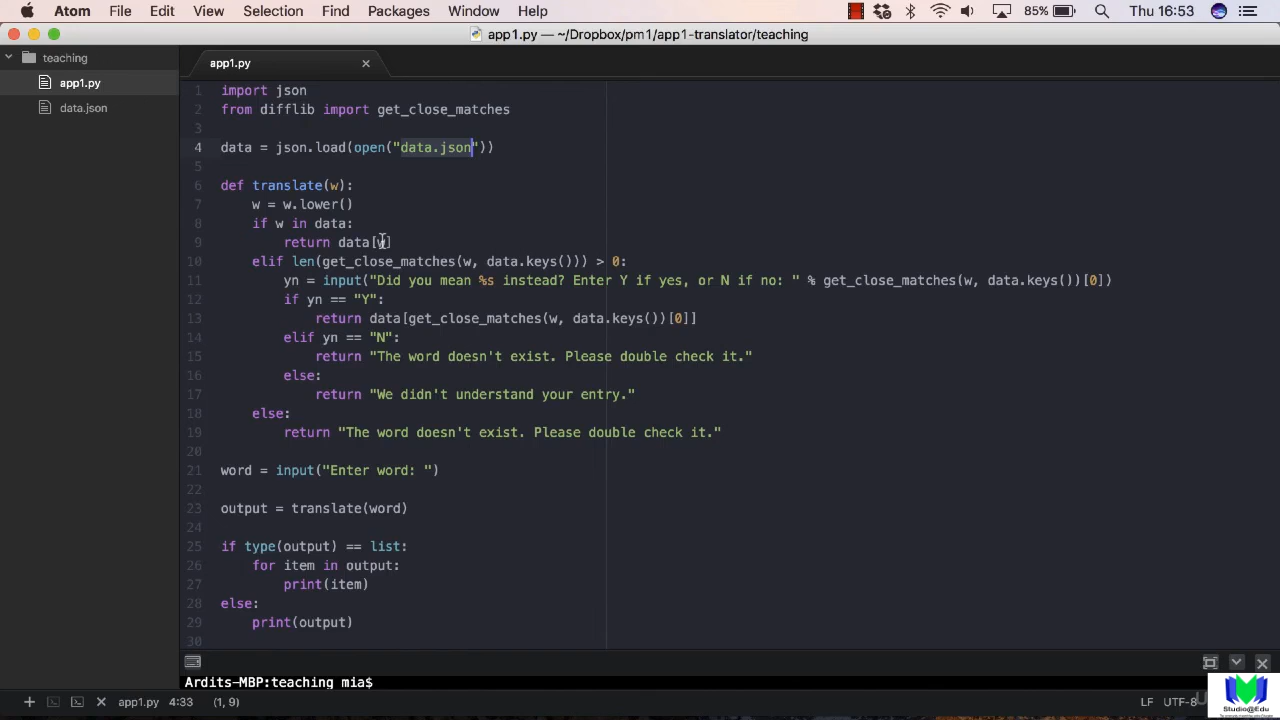 Atom File Edit View Selection Find Packages Window Help 85% Thu 16:53
app1.py — ~/Dropbox/pm1/app1-translator/teaching
teaching
app1.py
data.json
app1.py
1 import json
2 from difflib import get_close_matches
3
4 data = json.load(open("data.json"))
5
6 def translate(w):
7     w = w.lower()
8     if w in data:
9         return data[w]
10     elif len(get_close_matches(w, data.keys())) > 0:
11         yn = input("Did you mean %s instead? Enter Y if yes, or N if no: " % get_close_matches(w, data.keys())[0])
12         if yn == "Y":
13             return data[get_close_matches(w, data.keys())[0]]
14         elif yn == "N":
15             return "The word doesn't exist. Please double check it."
16         else:
17             return "We didn't understand your entry."
18     else:
19         return "The word doesn't exist. Please double check it."
20
21 word = input("Enter word: ")
22
23 output = translate(word)
24
25 if type(output) == list:
26     for item in output:
27         print(item)
28 else:
29     print(output)
30
Ardits-MBP:teaching mia$
app1.py 4:33 (1, 9) LF UTF-8
Studio@Edu